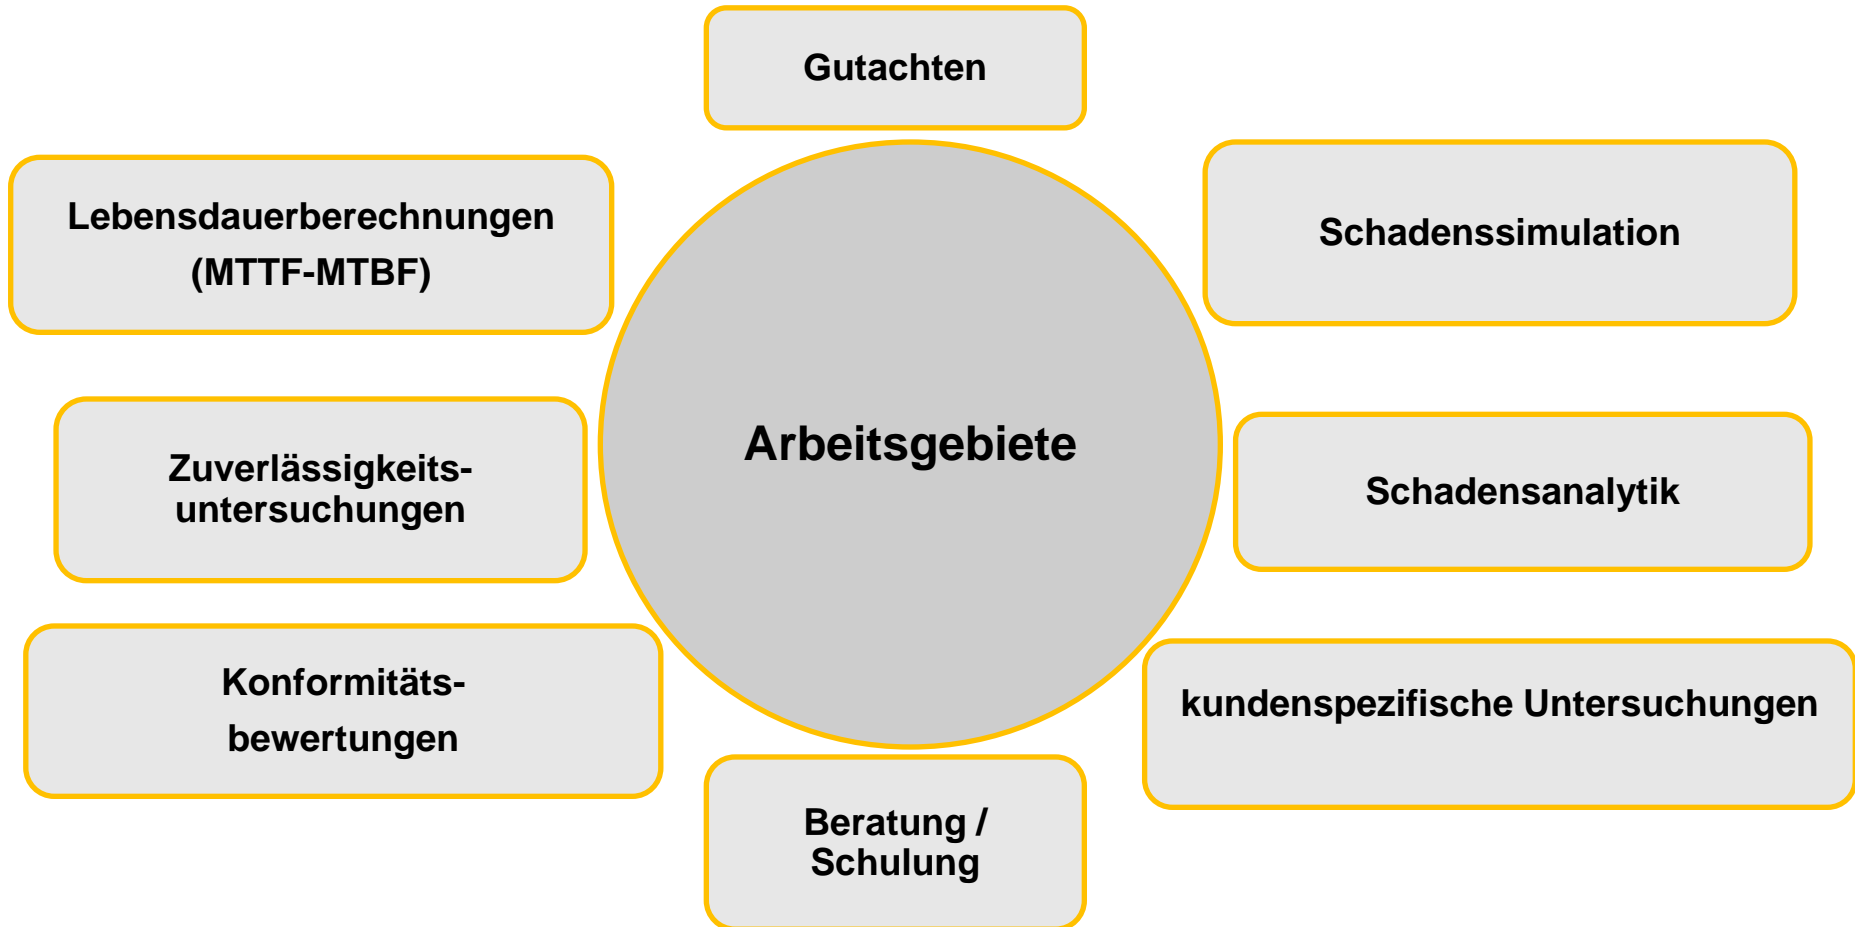 Gutachten
Lebensdauerberechnungen
(MTTF-MTBF)
Schadenssimulation
Arbeitsgebiete
Zuverlässigkeits-
untersuchungen
Schadensanalytik
Konformitäts-
bewertungen
kundenspezifische Untersuchungen
Beratung /
Schulung